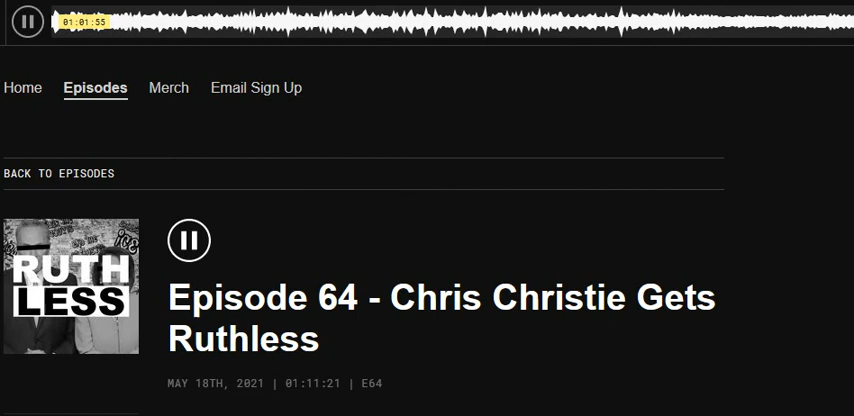 01:01:55
Home Episodes Merch Email Sign Up
BACK TO EPISODES
RUTH
LESS
Episode 64 - Chris Christie Gets
Ruthless
MAY 18TH, 2021 | 01:11:21 | E64